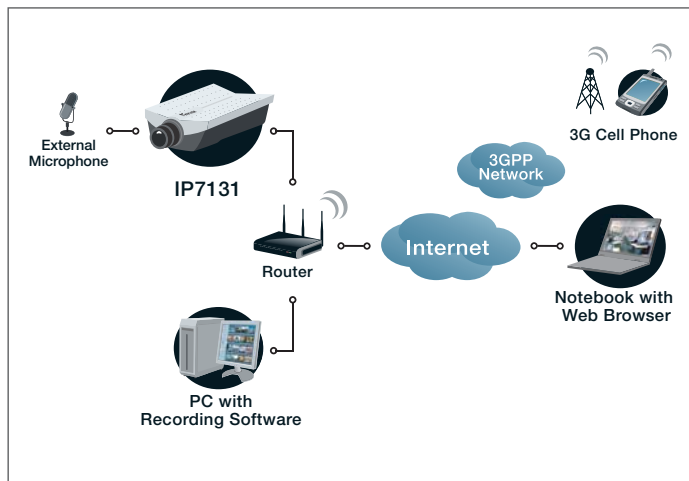 External
Microphone
IP7131
Router
PC with
Recording Software
Internet
3GPP
Network
3G Cell Phone
Notebook with
Web Browser